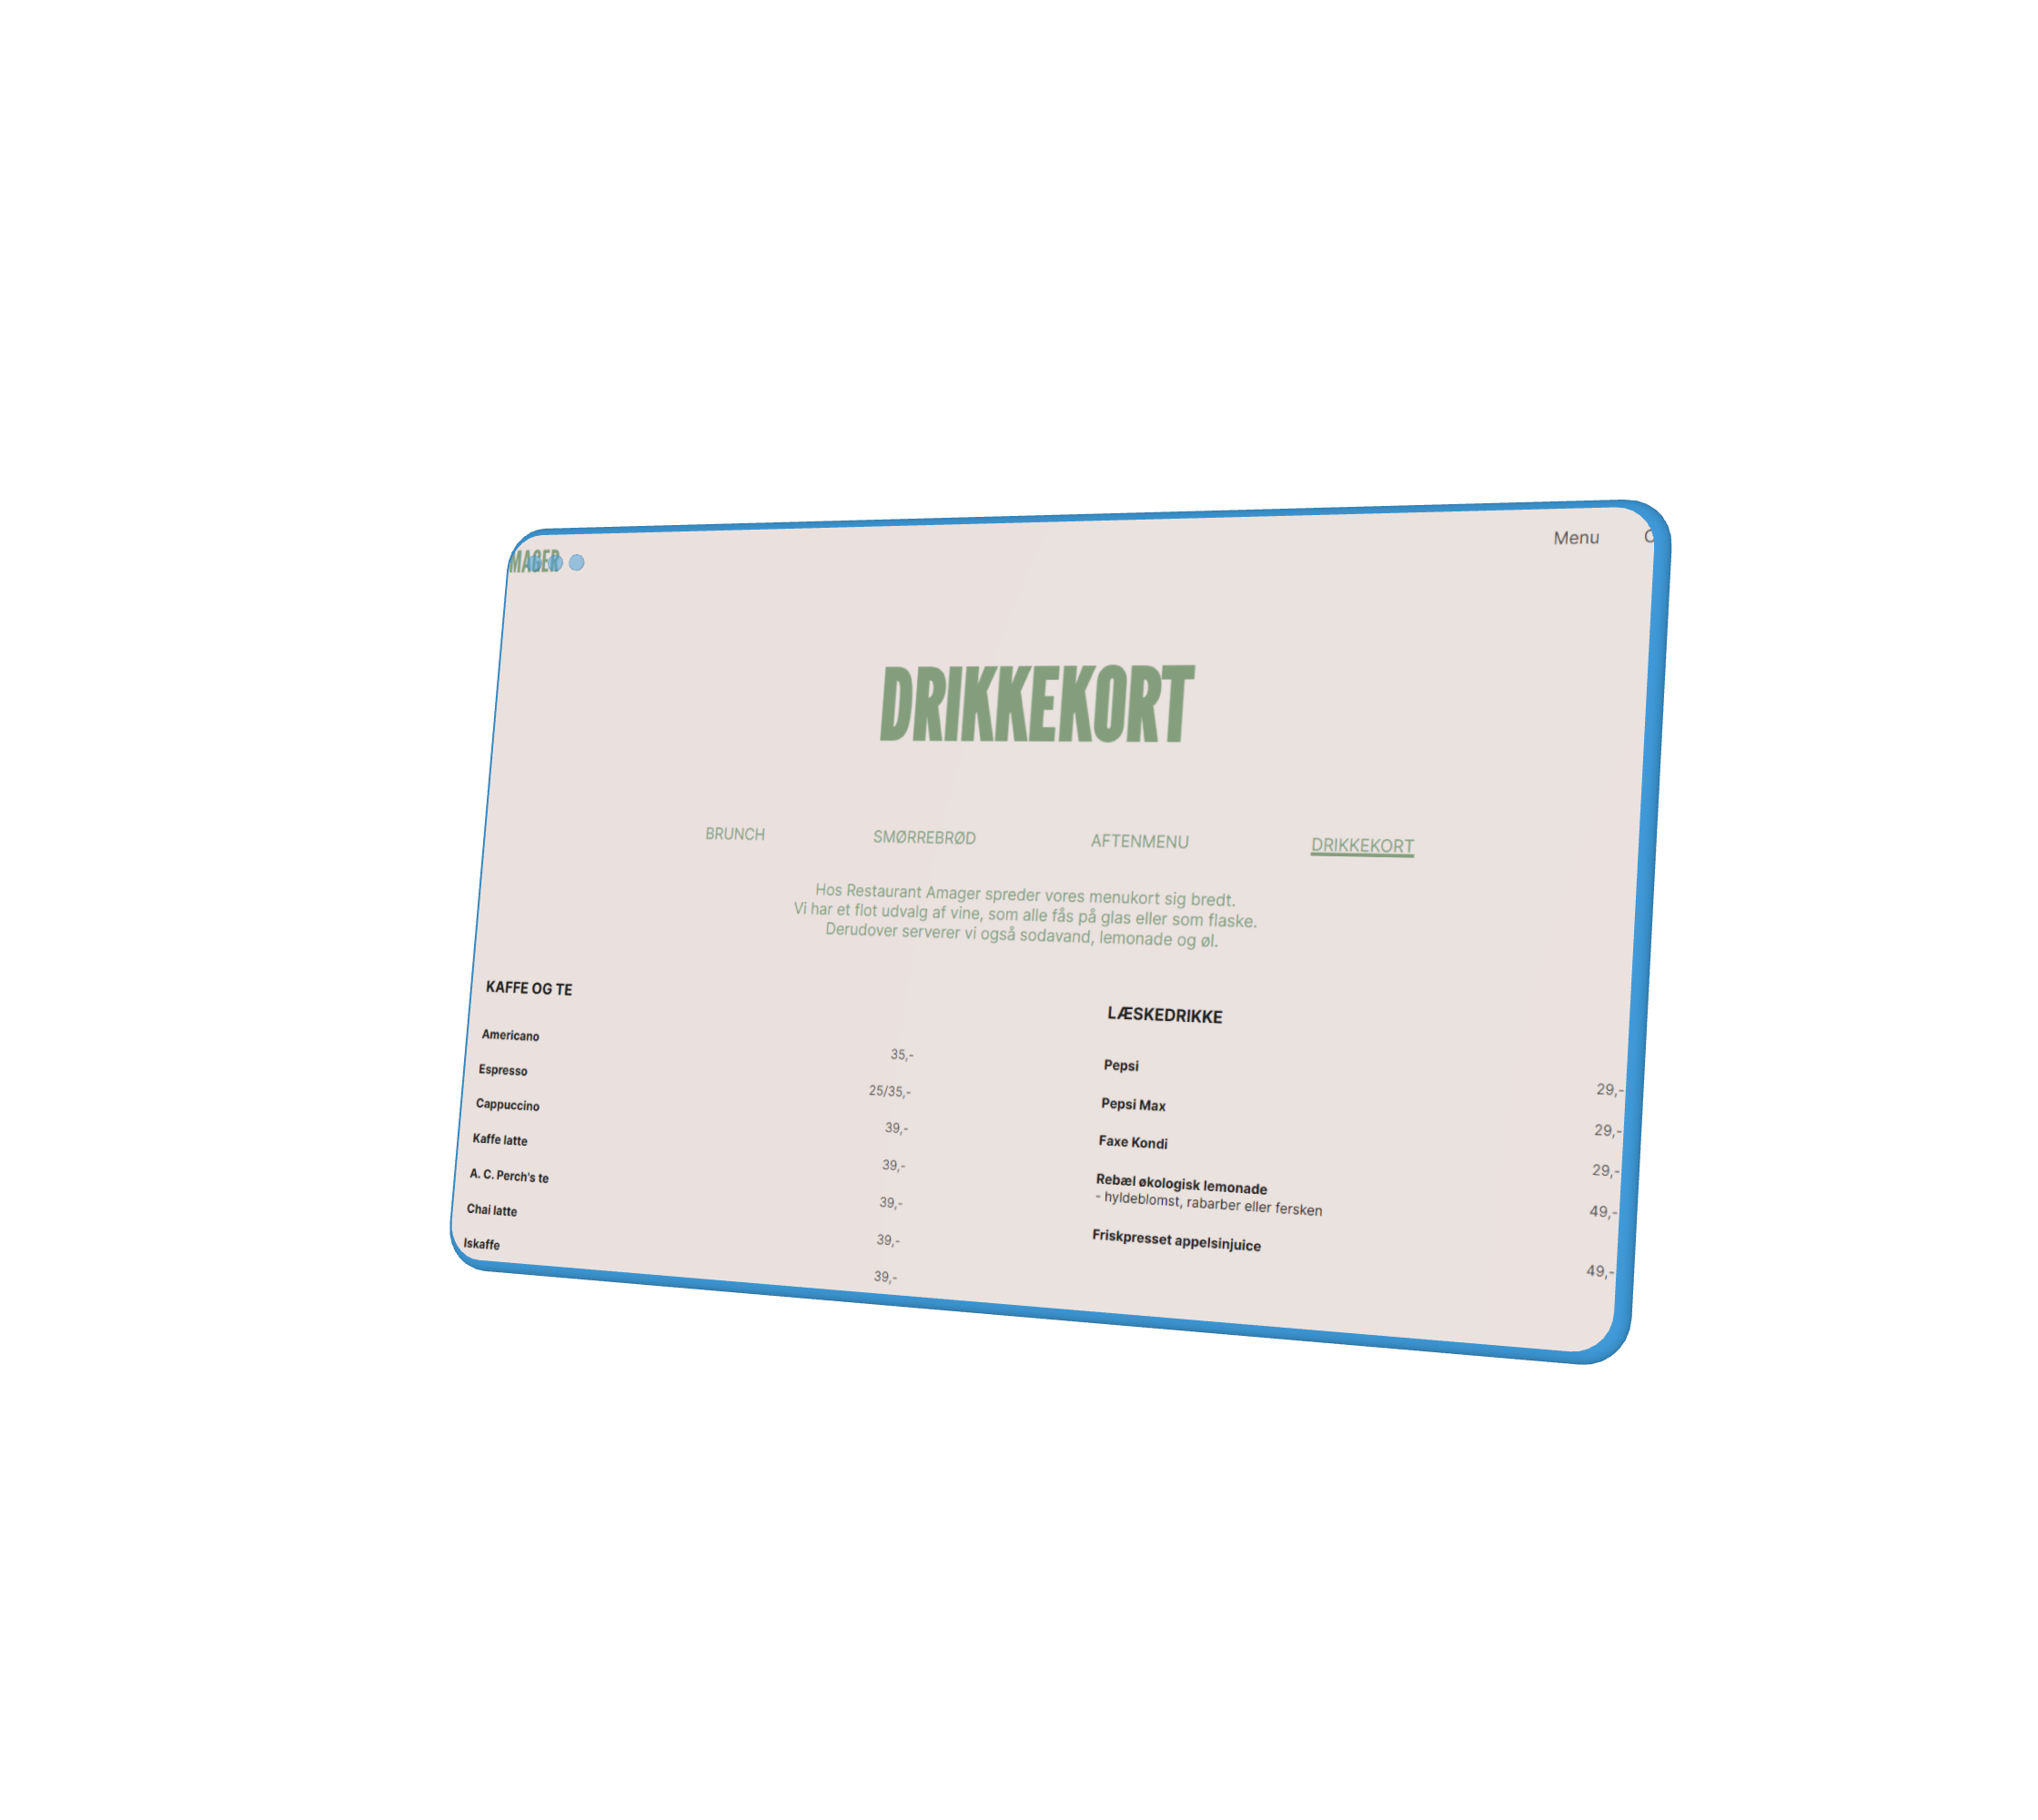 MAGER
Menu
DRIKKEKORT
BRUNCH SMØRREBRØD AFTENMENU DRIKKEKORT
Hos Restaurant Amager spreder vores menukort sig bredt.
Vi har et flot udvalg af vine, som alle fås på glas eller som flaske.
Derudover serverer vi også sodavand, lemonade og øl.
KAFFE OG TE
Americano 35,-
Espresso 25/35,-
Cappuccino 39,-
Kaffe latte 39,-
A. C. Perch's te 39,-
Chai latte 39,-
Iskaffe 39,-
LÆSKEDRIKKE
Pepsi 29,-
Pepsi Max 29,-
Faxe Kondi 29,-
Rebæl økologisk lemonade 49,-
- hyldeblomst, rabarber eller fersken
Friskpresset appelsinjuice 49,-